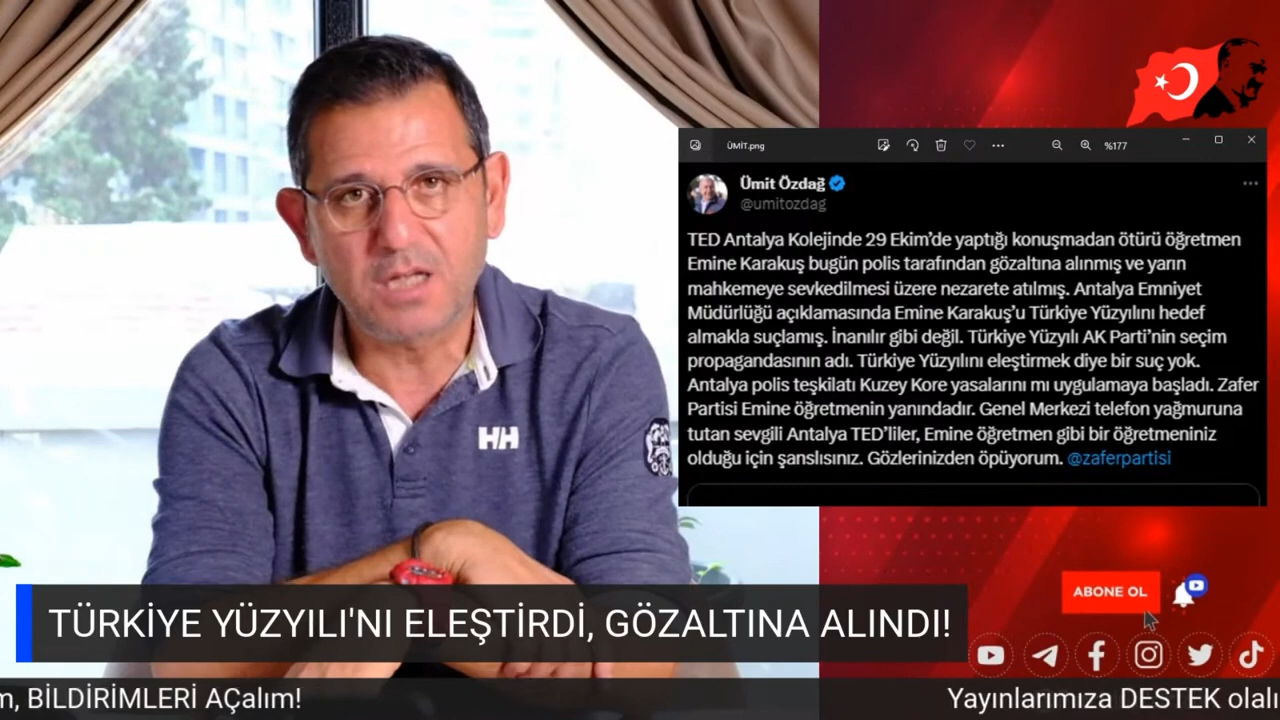 ÜMİT.png
%177
Ümit Özdağ
@umitozdag
TED Antalya Kolejinde 29 Ekim'de yaptığı konuşmadan ötürü öğretmen
Emine Karakuş bugün polis tarafından gözaltına alınmış ve yarın
mahkemeye sevkedilmesi üzere nezarete atılmış. Antalya Emniyet
Müdürlüğü açıklamasında Emine Karakuş'u Türkiye Yüzyılını hedef
almakla suçlamış. İnanılır gibi değil. Türkiye Yüzyılı AK Parti'nin seçim
propagandasının adı. Türkiye Yüzyılını eleştirmek diye bir suç yok.
Antalya polis teşkilatı Kuzey Kore yasalarını mı uygulamaya başladı. Zafer
Partisi Emine öğretmenin yanındadır. Genel Merkezi telefon yağmuruna
tutan sevgili Antalya TED'liler, Emine öğretmen gibi bir öğretmeniniz
olduğu için şanslısınız. Gözlerinizden öpüyorum. @zaferpartisi
HH
ABONE OL
TÜRKİYE YÜZYILI'NI ELEŞTİRDİ, GÖZALTINA ALINDI!
m, BİLDİRİMLERİ AÇalım! Yayınlarımıza DESTEK olalı